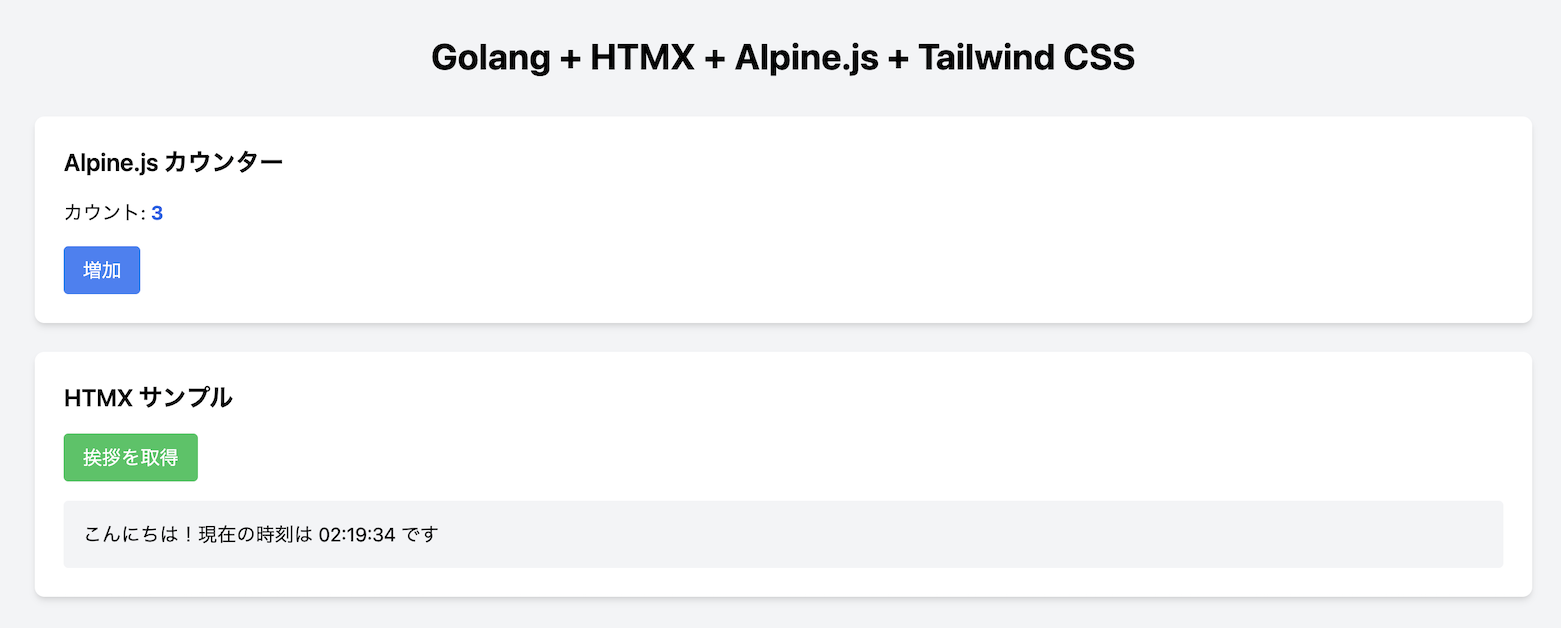 Golang + HTMX + Alpine.js + Tailwind CSS
Alpine.js カウンター
カウント: 3
増加
HTMX サンプル
挨拶を取得
こんにちは！現在の時刻は 02:19:34 です